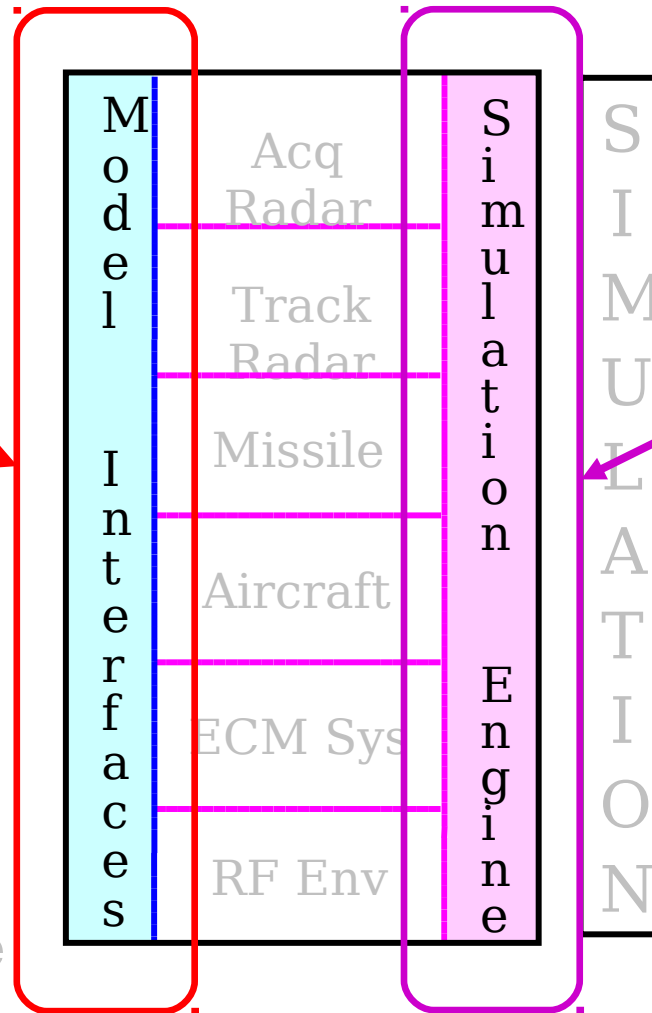 Model Interfaces
Acq
Radar
Track
Radar
Missile
Aircraft
ECM Sys
RF Env
Simulation Engine
SIMULATION